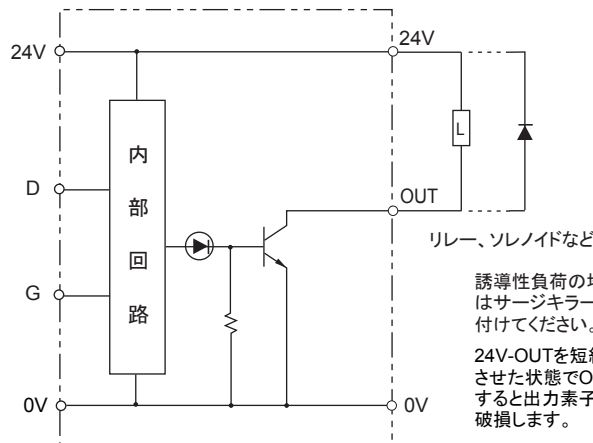 24V
24V
D
G
0V
内部回路
L
OUT
0V
リレー、ソレノイドなど
誘導性負荷の
はサージキラー
付けてください。
24V-OUTを短
させた状態でO
すると出力素子
破損します。